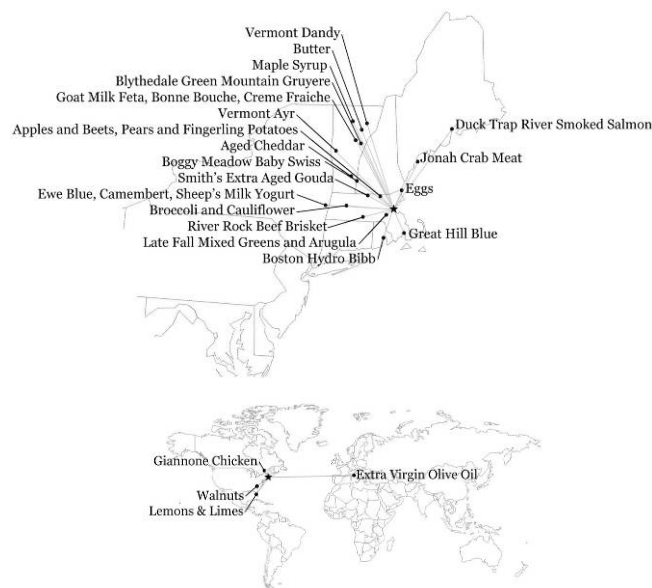 Vermont Dandy
Butter
Maple Syrup
Blythedale Green Mountain Gruyere
Goat Milk Feta, Bonne Bouche, Creme Fraiche
Vermont Ayr
Apples and Beets, Pears and Fingerling Potatoes
Aged Cheddar
Boggy Meadow Baby Swiss
Smith's Extra Aged Gouda
Ewe Blue, Camembert, Sheep's Milk Yogurt
Broccoli and Cauliflower
River Rock Beef Brisket
Late Fall Mixed Greens and Arugula
Boston Hydro Bibb
Duck Trap River Smoked Salmon
Jonah Crab Meat
Eggs
Great Hill Blue
Giannone Chicken
Walnuts
Lemons & Limes
Extra Virgin Olive Oil